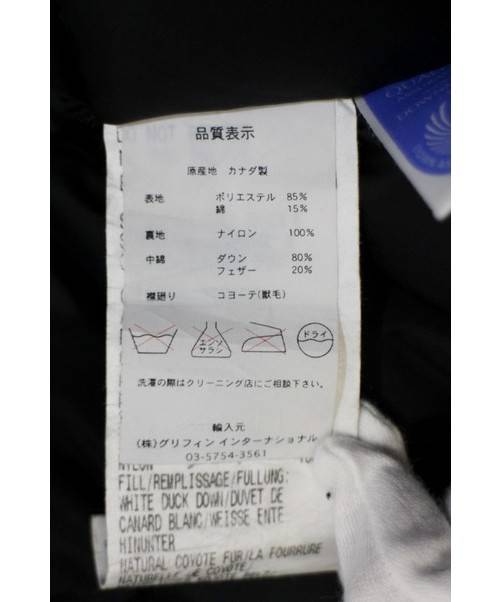 品質表示
原産地 カナダ製
表地 ポリエステル 85%
綿 15%
裏地 ナイロン 100%
中綿 ダウン 80%
フェザー 20%
襟廻り コヨーテ(獣毛)
エンソ
サラシ
ドライ
洗濯の際はクリーニング店にご相談下さい。
輸入元
(株)グリフィン インターナショナル
03-5754-3561
NYLON
FILL/REMPLISSAGE/FULLUNG:
WHITE DUCK DOWN/DUVET DE
CANARD BLANC/WEISSE ENTE
HINUNTER
NATURAL COYOTE FUR/LA FOURRURE
NATURELLE DE COYOTE